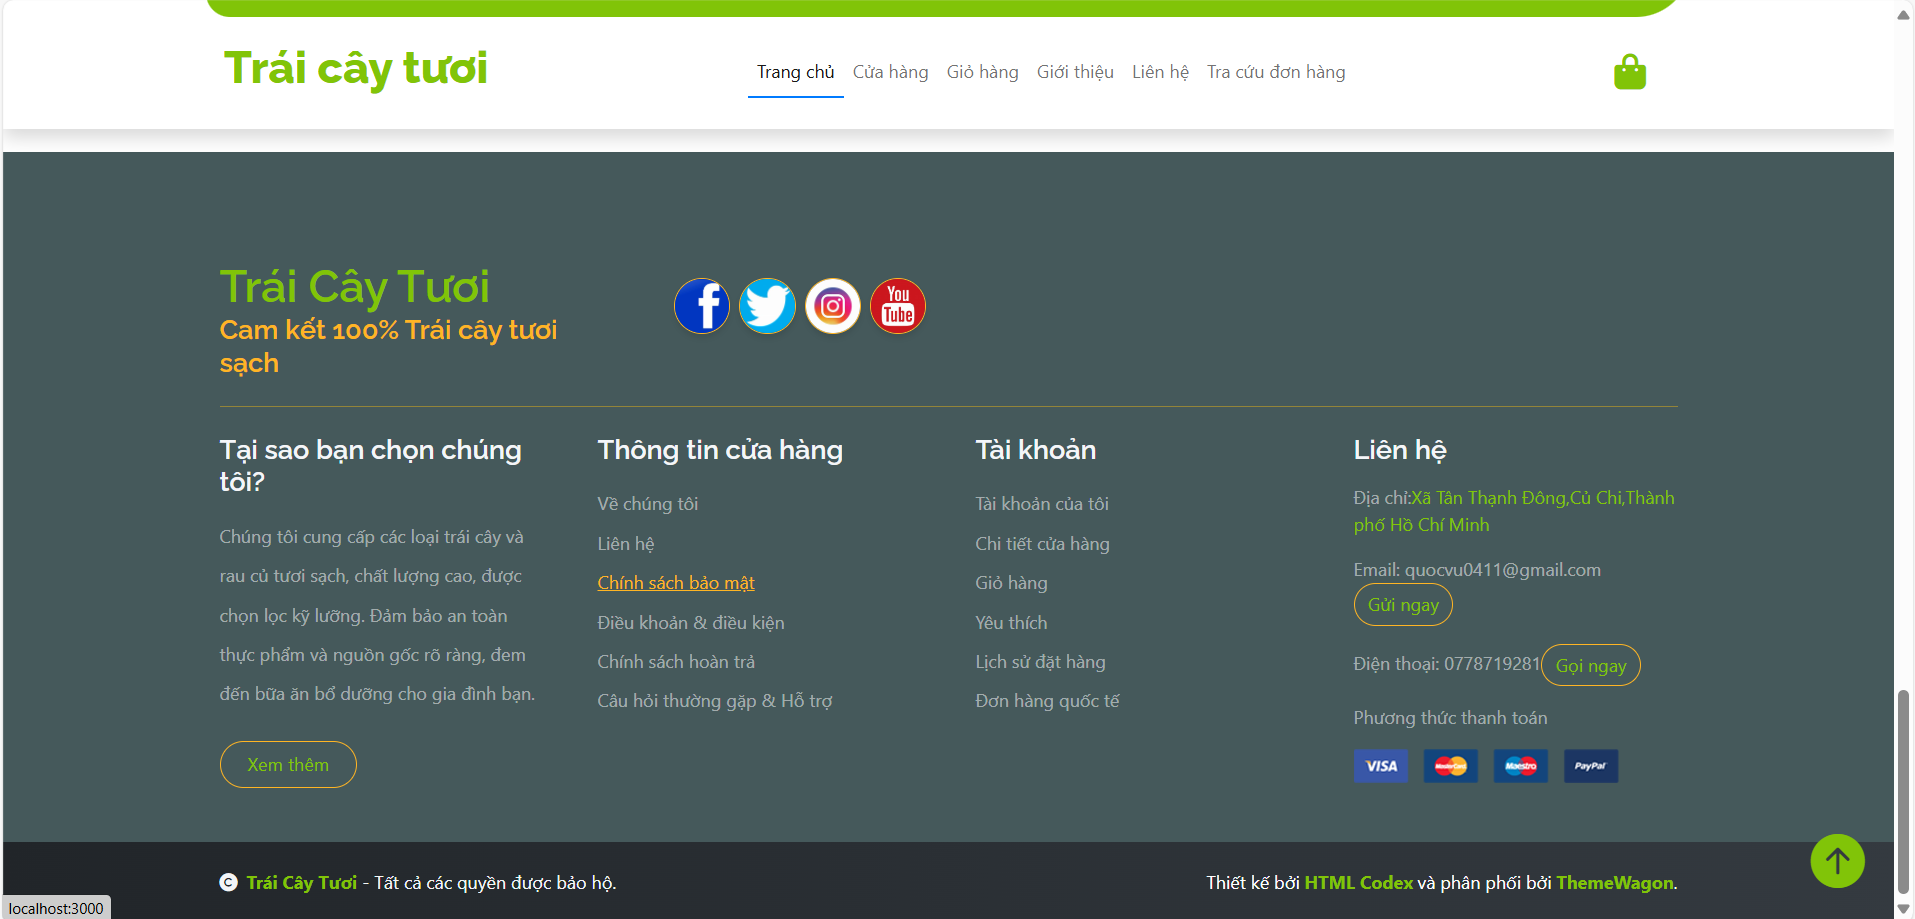 Trái cây tươi
Trang chủ Cửa hàng Giỏ hàng Giới thiệu Liên hệ Tra cứu đơn hàng
Trái Cây Tươi
Cam kết 100% Trái cây tươi
sạch
You
Tube
Tại sao bạn chọn chúng
tôi?
Chúng tôi cung cấp các loại trái cây và
rau củ tươi sạch, chất lượng cao, được
chọn lọc kỹ lưỡng. Đảm bảo an toàn
thực phẩm và nguồn gốc rõ ràng, đem
đến bữa ăn bổ dưỡng cho gia đình bạn.
Xem thêm
Thông tin cửa hàng
Về chúng tôi
Liên hệ
Chính sách bảo mật
Điều khoản & điều kiện
Chính sách hoàn trả
Câu hỏi thường gặp & Hỗ trợ
Tài khoản
Tài khoản của tôi
Chi tiết cửa hàng
Giỏ hàng
Yêu thích
Lịch sử đặt hàng
Đơn hàng quốc tế
Liên hệ
Địa chỉ:Xã Tân Thạnh Đông,Củ Chi,Thành
phố Hồ Chí Minh
Email: quocvu0411@gmail.com
Gửi ngay
Điện thoại: 0778719281 Gọi ngay
Phương thức thanh toán
VISA MasterCard Maestro PayPal
© Trái Cây Tươi - Tất cả các quyền được bảo hộ.
Thiết kế bởi HTML Codex và phân phối bởi ThemeWagon.
localhost:3000